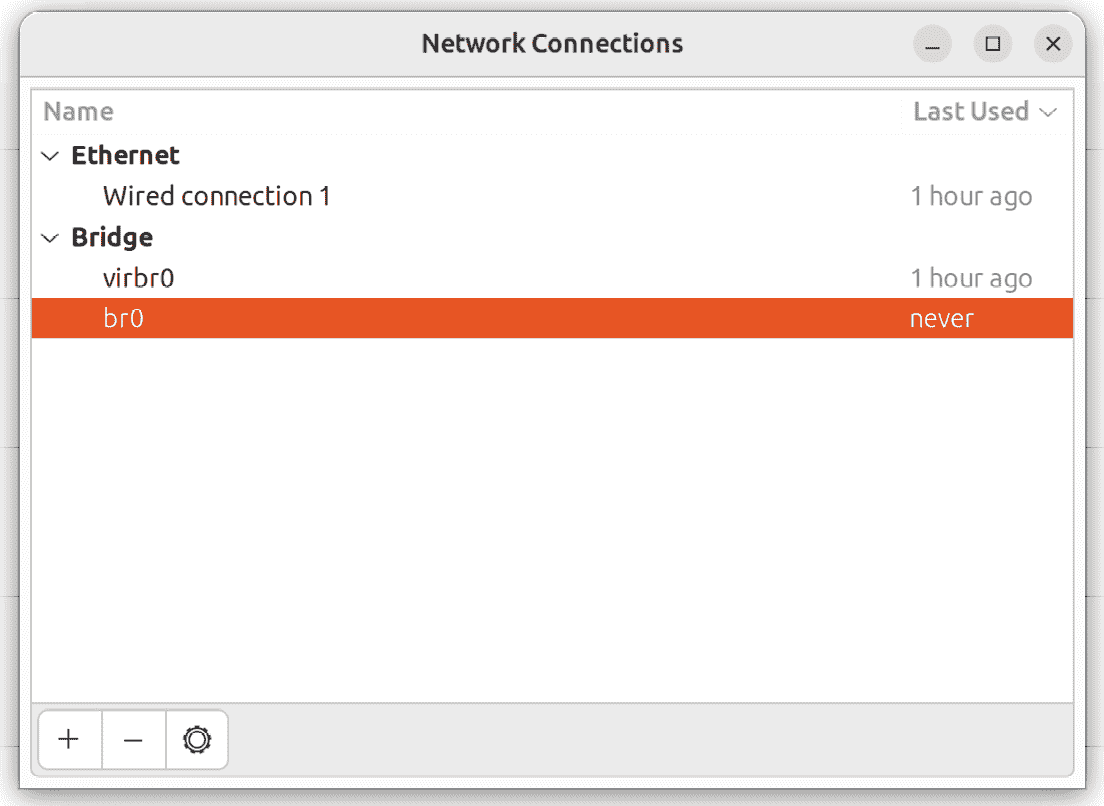 Network Connections
Name Last Used
Ethernet
Wired connection 1 1 hour ago
Bridge
virbr0 1 hour ago
br0 never